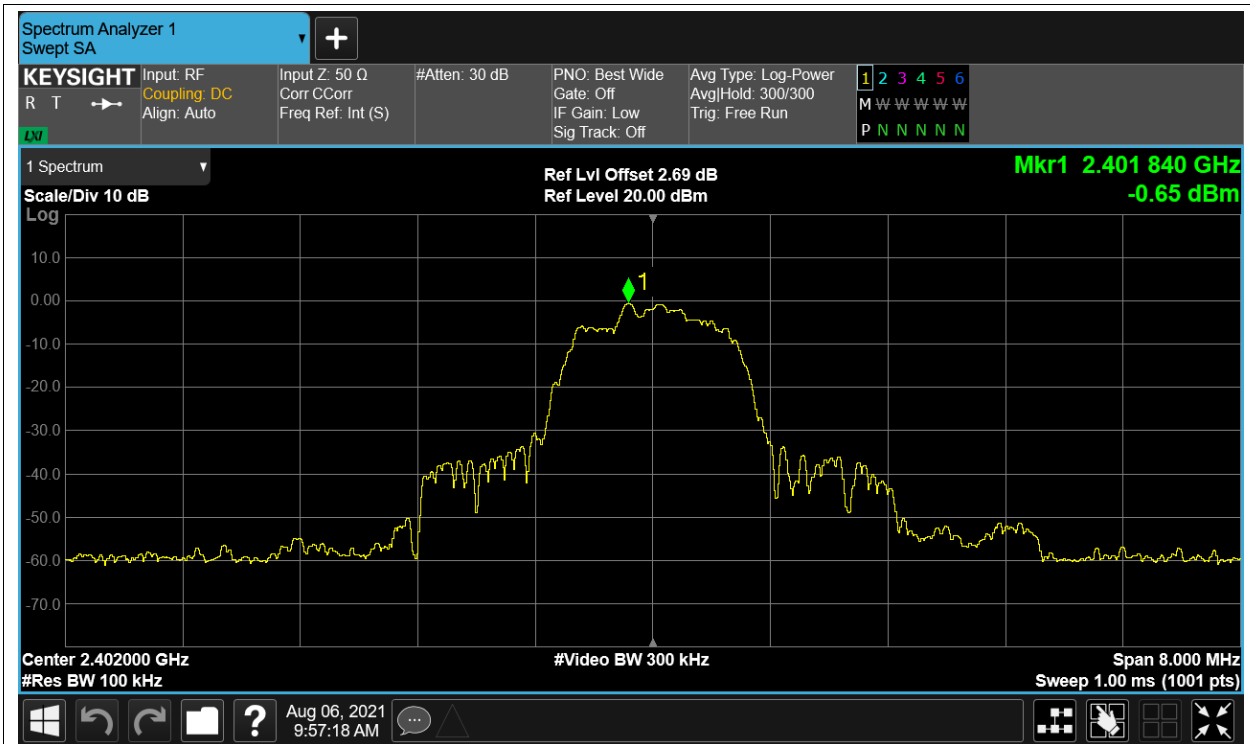 Spectrum Analyzer 1
Swept SA
+
KEYSIGHT
R T
LXI
Input: RF
Coupling: DC
Align: Auto
Input Z: 50 Ω
Corr CCorr
Freq Ref: Int (S)
#Atten: 30 dB
PNO: Best Wide
Gate: Off
IF Gain: Low
Sig Track: Off
Avg Type: Log-Power
Avg|Hold: 300/300
Trig: Free Run
1 2 3 4 5 6
M W W W W W
P N N N N N
1 Spectrum
Scale/Div 10 dB
Log
Ref Lvl Offset 2.69 dB
Ref Level 20.00 dBm
Mkr1 2.401 840 GHz
-0.65 dBm
1
10.0
0.00
-10.0
-20.0
-30.0
-40.0
-50.0
-60.0
-70.0
Center 2.402000 GHz
#Res BW 100 kHz
#Video BW 300 kHz
Span 8.000 MHz
Sweep 1.00 ms (1001 pts)
?
Aug 06, 2021
9:57:18 AM